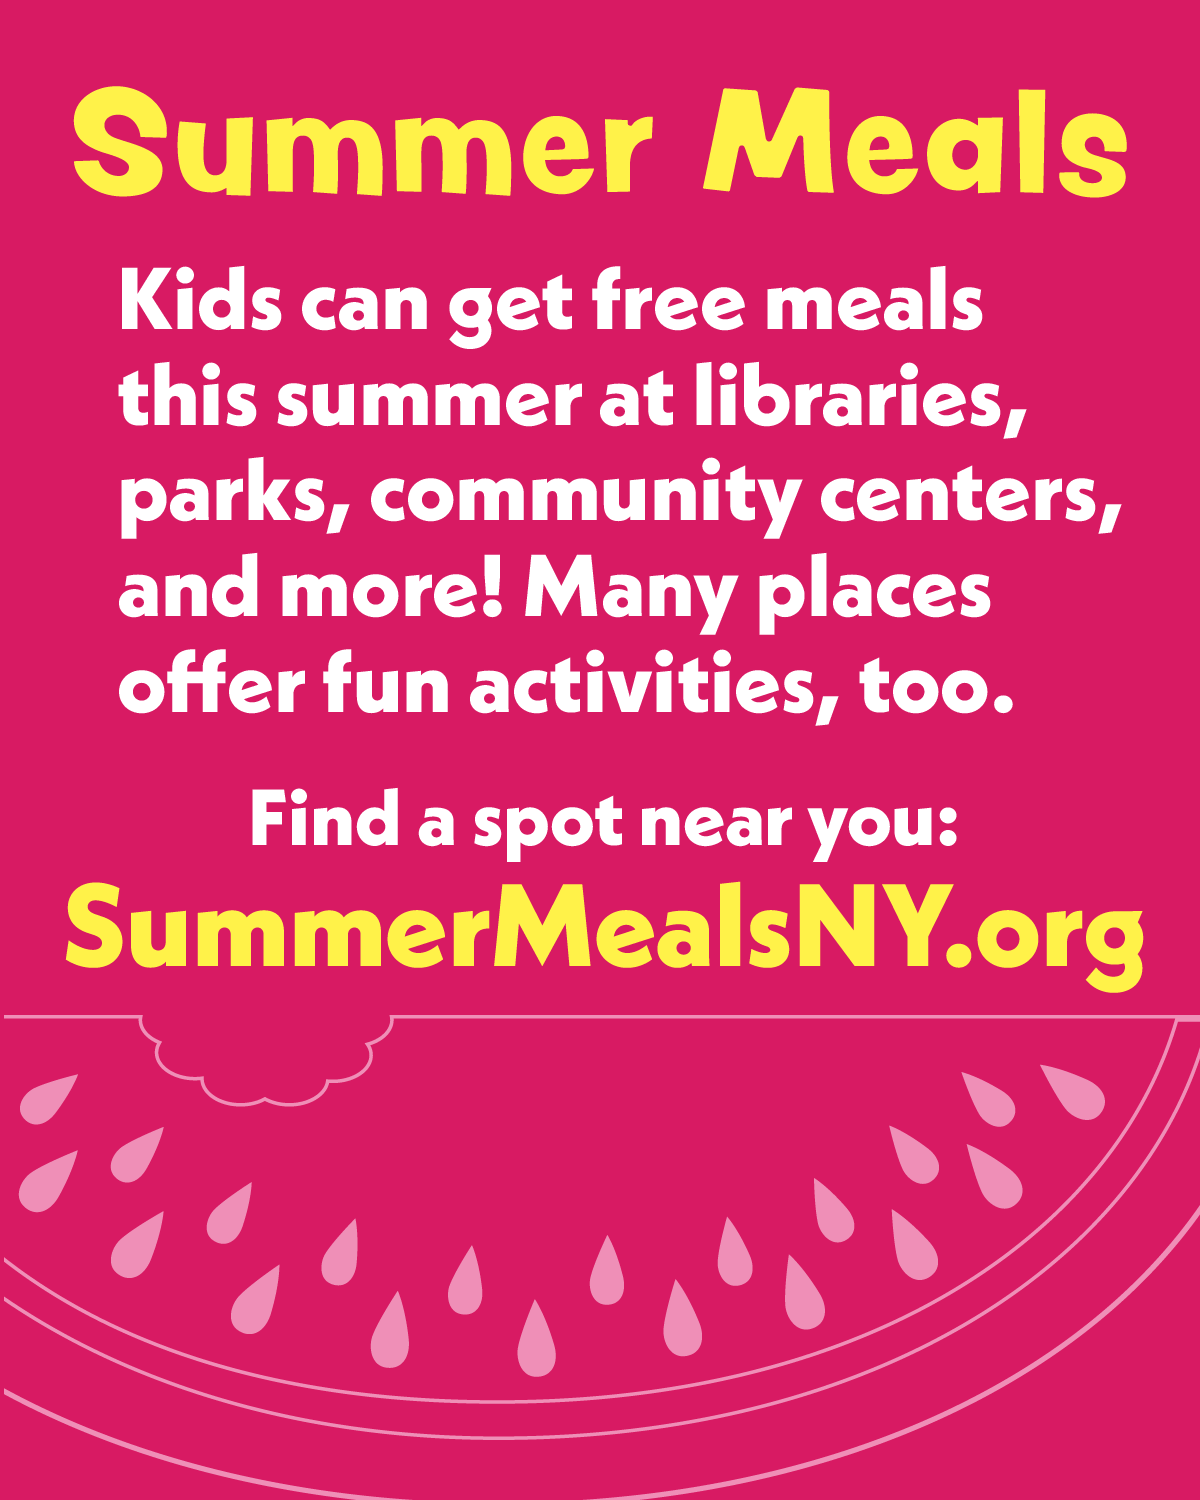 Summer Meals
Kids can get free meals
this summer at libraries,
parks, community centers,
and more! Many places
offer fun activities, too.
Find a spot near you:
SummerMealsNY.org